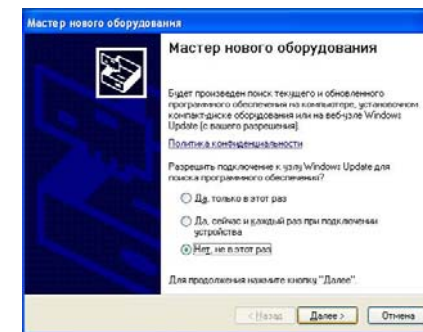 Мастер нового оборудования
Мастер нового оборудования
Будет произведен поиск текущего и обновленного
программного обеспечения на компьютере, установочном
компакт-диске оборудования или на веб-узле Windows
Update (с вашего разрешения).
Политика конфиденциальности
Разрешить подключение к узлу Windows Update для
поиска программного обеспечения?
Да, только в этот раз
Да, сейчас и каждый раз при подключении
устройства
Нет, не в этот раз
Для продолжения нажмите кнопку "Далее".
< Назад Далее > Отмена